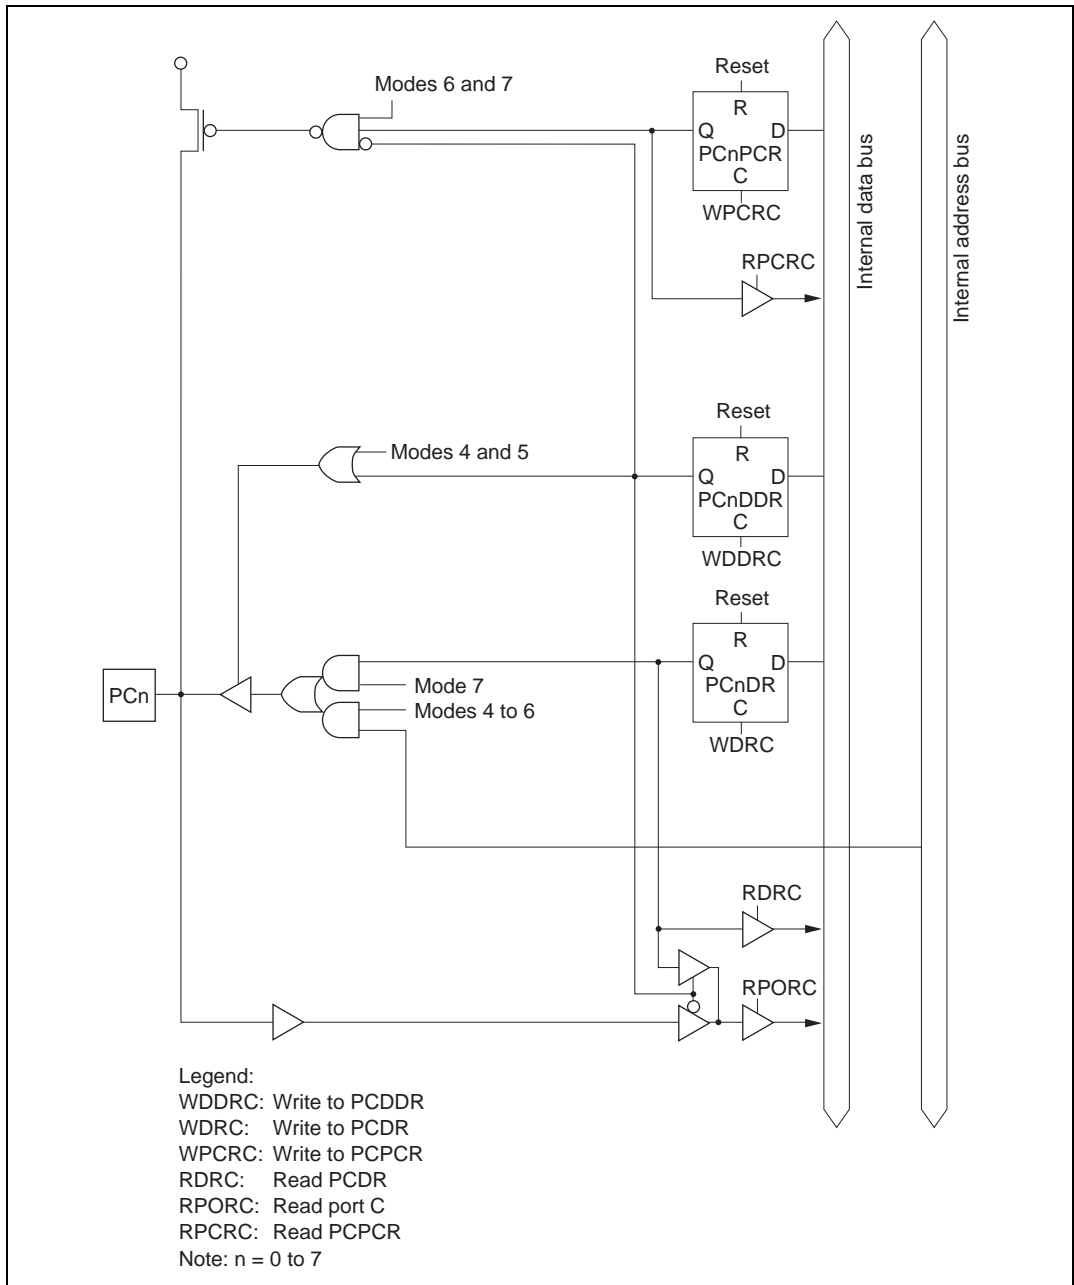 Modes 6 and 7
Reset
R
Q D
PCnPCR
C
WPCRC
RPCRC
Internal data bus
Internal address bus
Reset
R
Modes 4 and 5
Q D
PCnDDR
C
WDDRC
Reset
R
Q D
PCnDR
C
WDRC
PCn
Mode 7
Modes 4 to 6
RDRC
RPORC
Legend:
WDDRC: Write to PCDDR
WDRC: Write to PCDR
WPCRC: Write to PCPCR
RDRC: Read PCDR
RPORC: Read port C
RPCRC: Read PCPCR
Note: n = 0 to 7